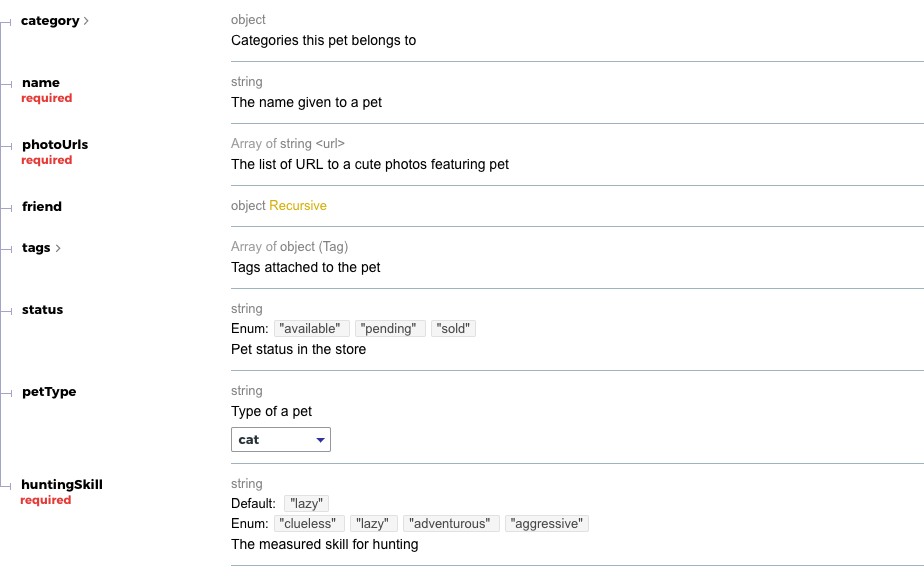 category
object
Categories this pet belongs to
name
string
required
The name given to a pet
photoUrls
Array of string <url>
required
The list of URL to a cute photos featuring pet
friend
object Recursive
tags
Array of object (Tag)
Tags attached to the pet
status
string
Enum: "available" "pending" "sold"
Pet status in the store
petType
string
Type of a pet
cat
huntingSkill
string
required
Default: "lazy"
Enum: "clueless" "lazy" "adventurous" "aggressive"
The measured skill for hunting